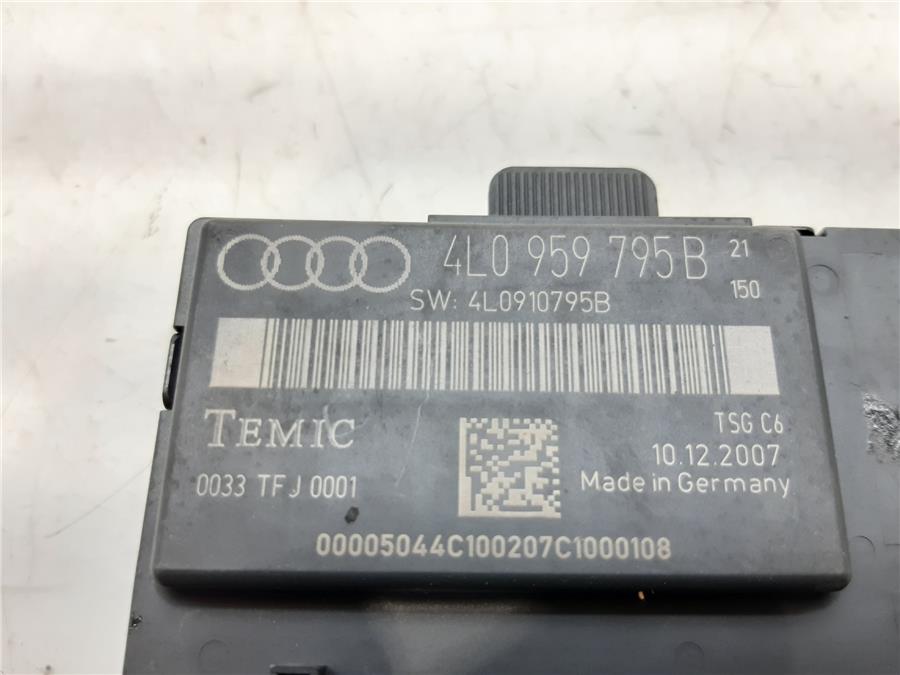 4L0 959 795B 21
SW: 4L0910795B 150
TEMIC
TSG C6
10.12.2007
0033 TFJ 0001
Made in Germany
00005044C100207C1000108